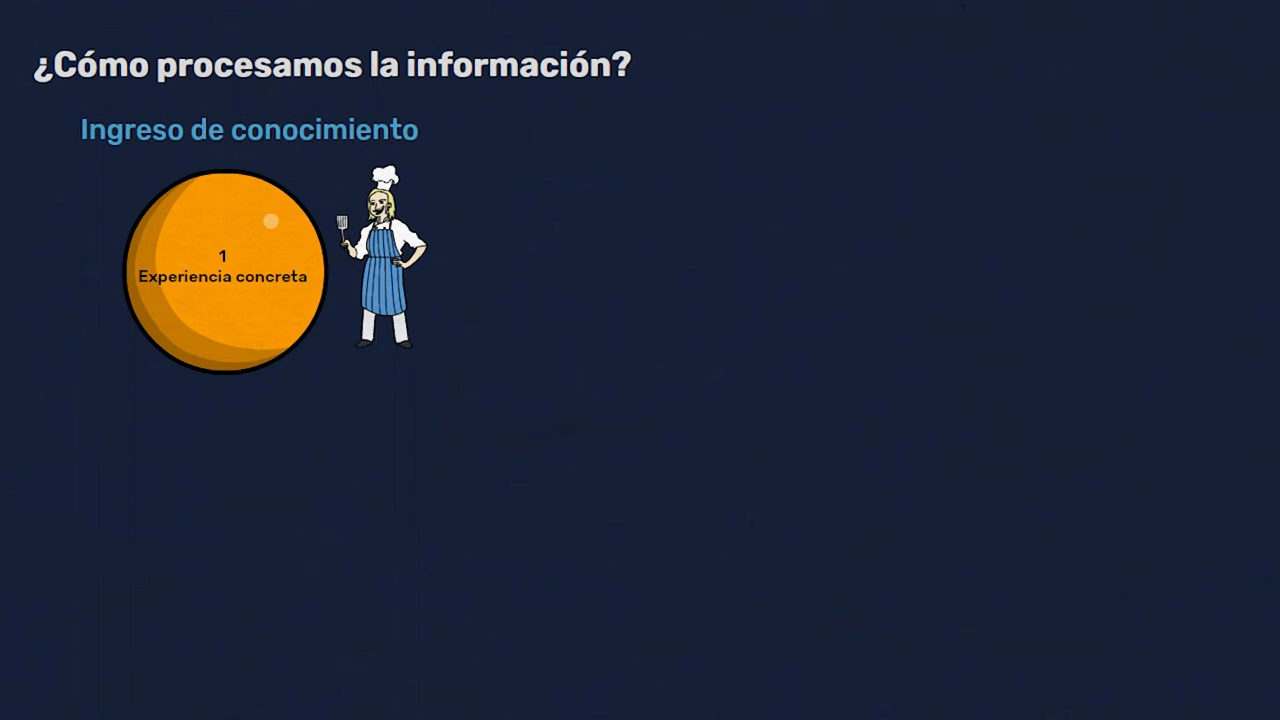 ¿Cómo procesamos la información?
Ingreso de conocimiento
1
Experiencia concreta